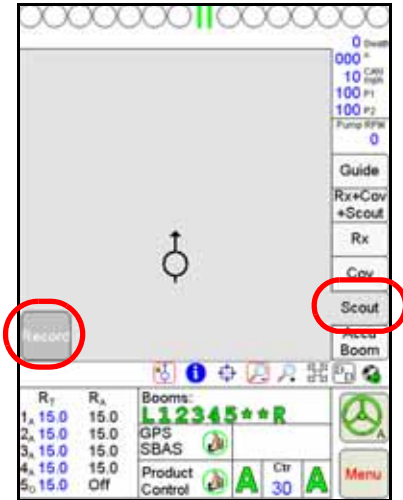 0 Swath
000 °
10 CAN mph
100 P1
100 P2
Pump RPM
0
Guide
Rx+Cov
+Scout
Rx
Cov
Scout
Accu
Boom
Record
RT RA
1A 15.0 15.0
2A 15.0 15.0
3A 15.0 15.0
4A 15.0 15.0
5O 15.0 Off
Booms:
L12345**R
GPS
SBAS
Product
Control
A
Ctr
30
A
A
Menu